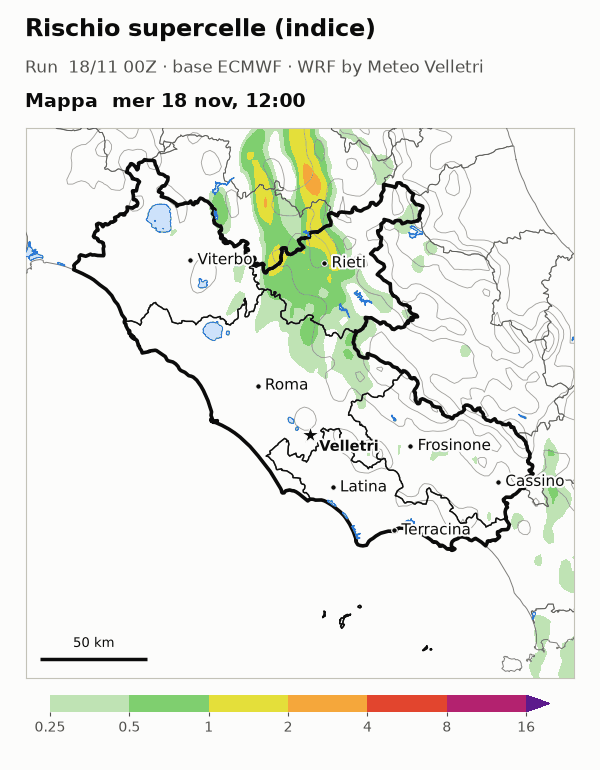 Rischio supercelle (indice)
Run  18/11 00Z · base ECMWF · WRF by Meteo Velletri
Mappa  mer 18 nov, 12:00
Viterbo
Rieti
Roma
Velletri
Frosinone
Cassino
Latina
Terracina
50 km
0.25 0.5 1 2 4 8 16